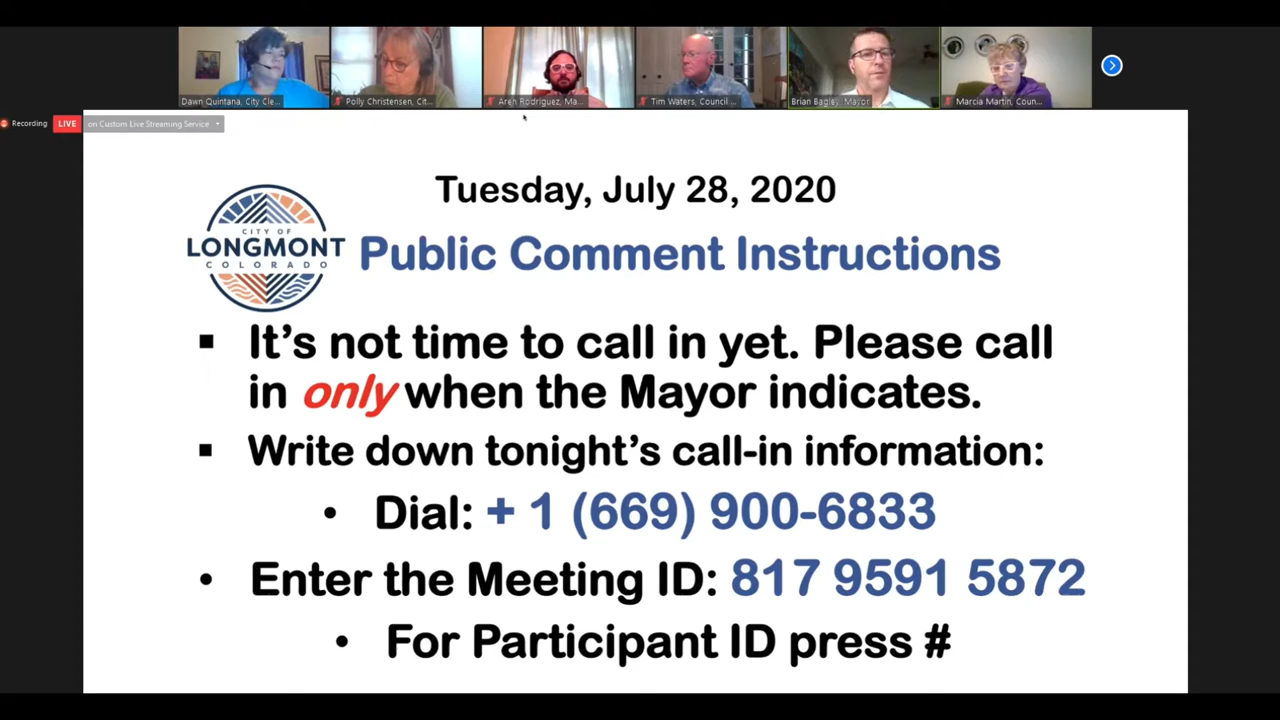 Dawn Quintana, City Cle...
Polly Christensen, Cit...
Aren Rodriguez, Ma...
Tim Waters, Council ...
Brian Bagley, Mayor
Marcia Martin, Coun...
Recording
LIVE
on Custom Live Streaming Service
Tuesday, July 28, 2020
CITY OF
LONGMONT
COLORADO
Public Comment Instructions
▪ It's not time to call in yet. Please call
in only when the Mayor indicates.
▪ Write down tonight's call-in information:
• Dial: + 1 (669) 900-6833
• Enter the Meeting ID: 817 9591 5872
• For Participant ID press #